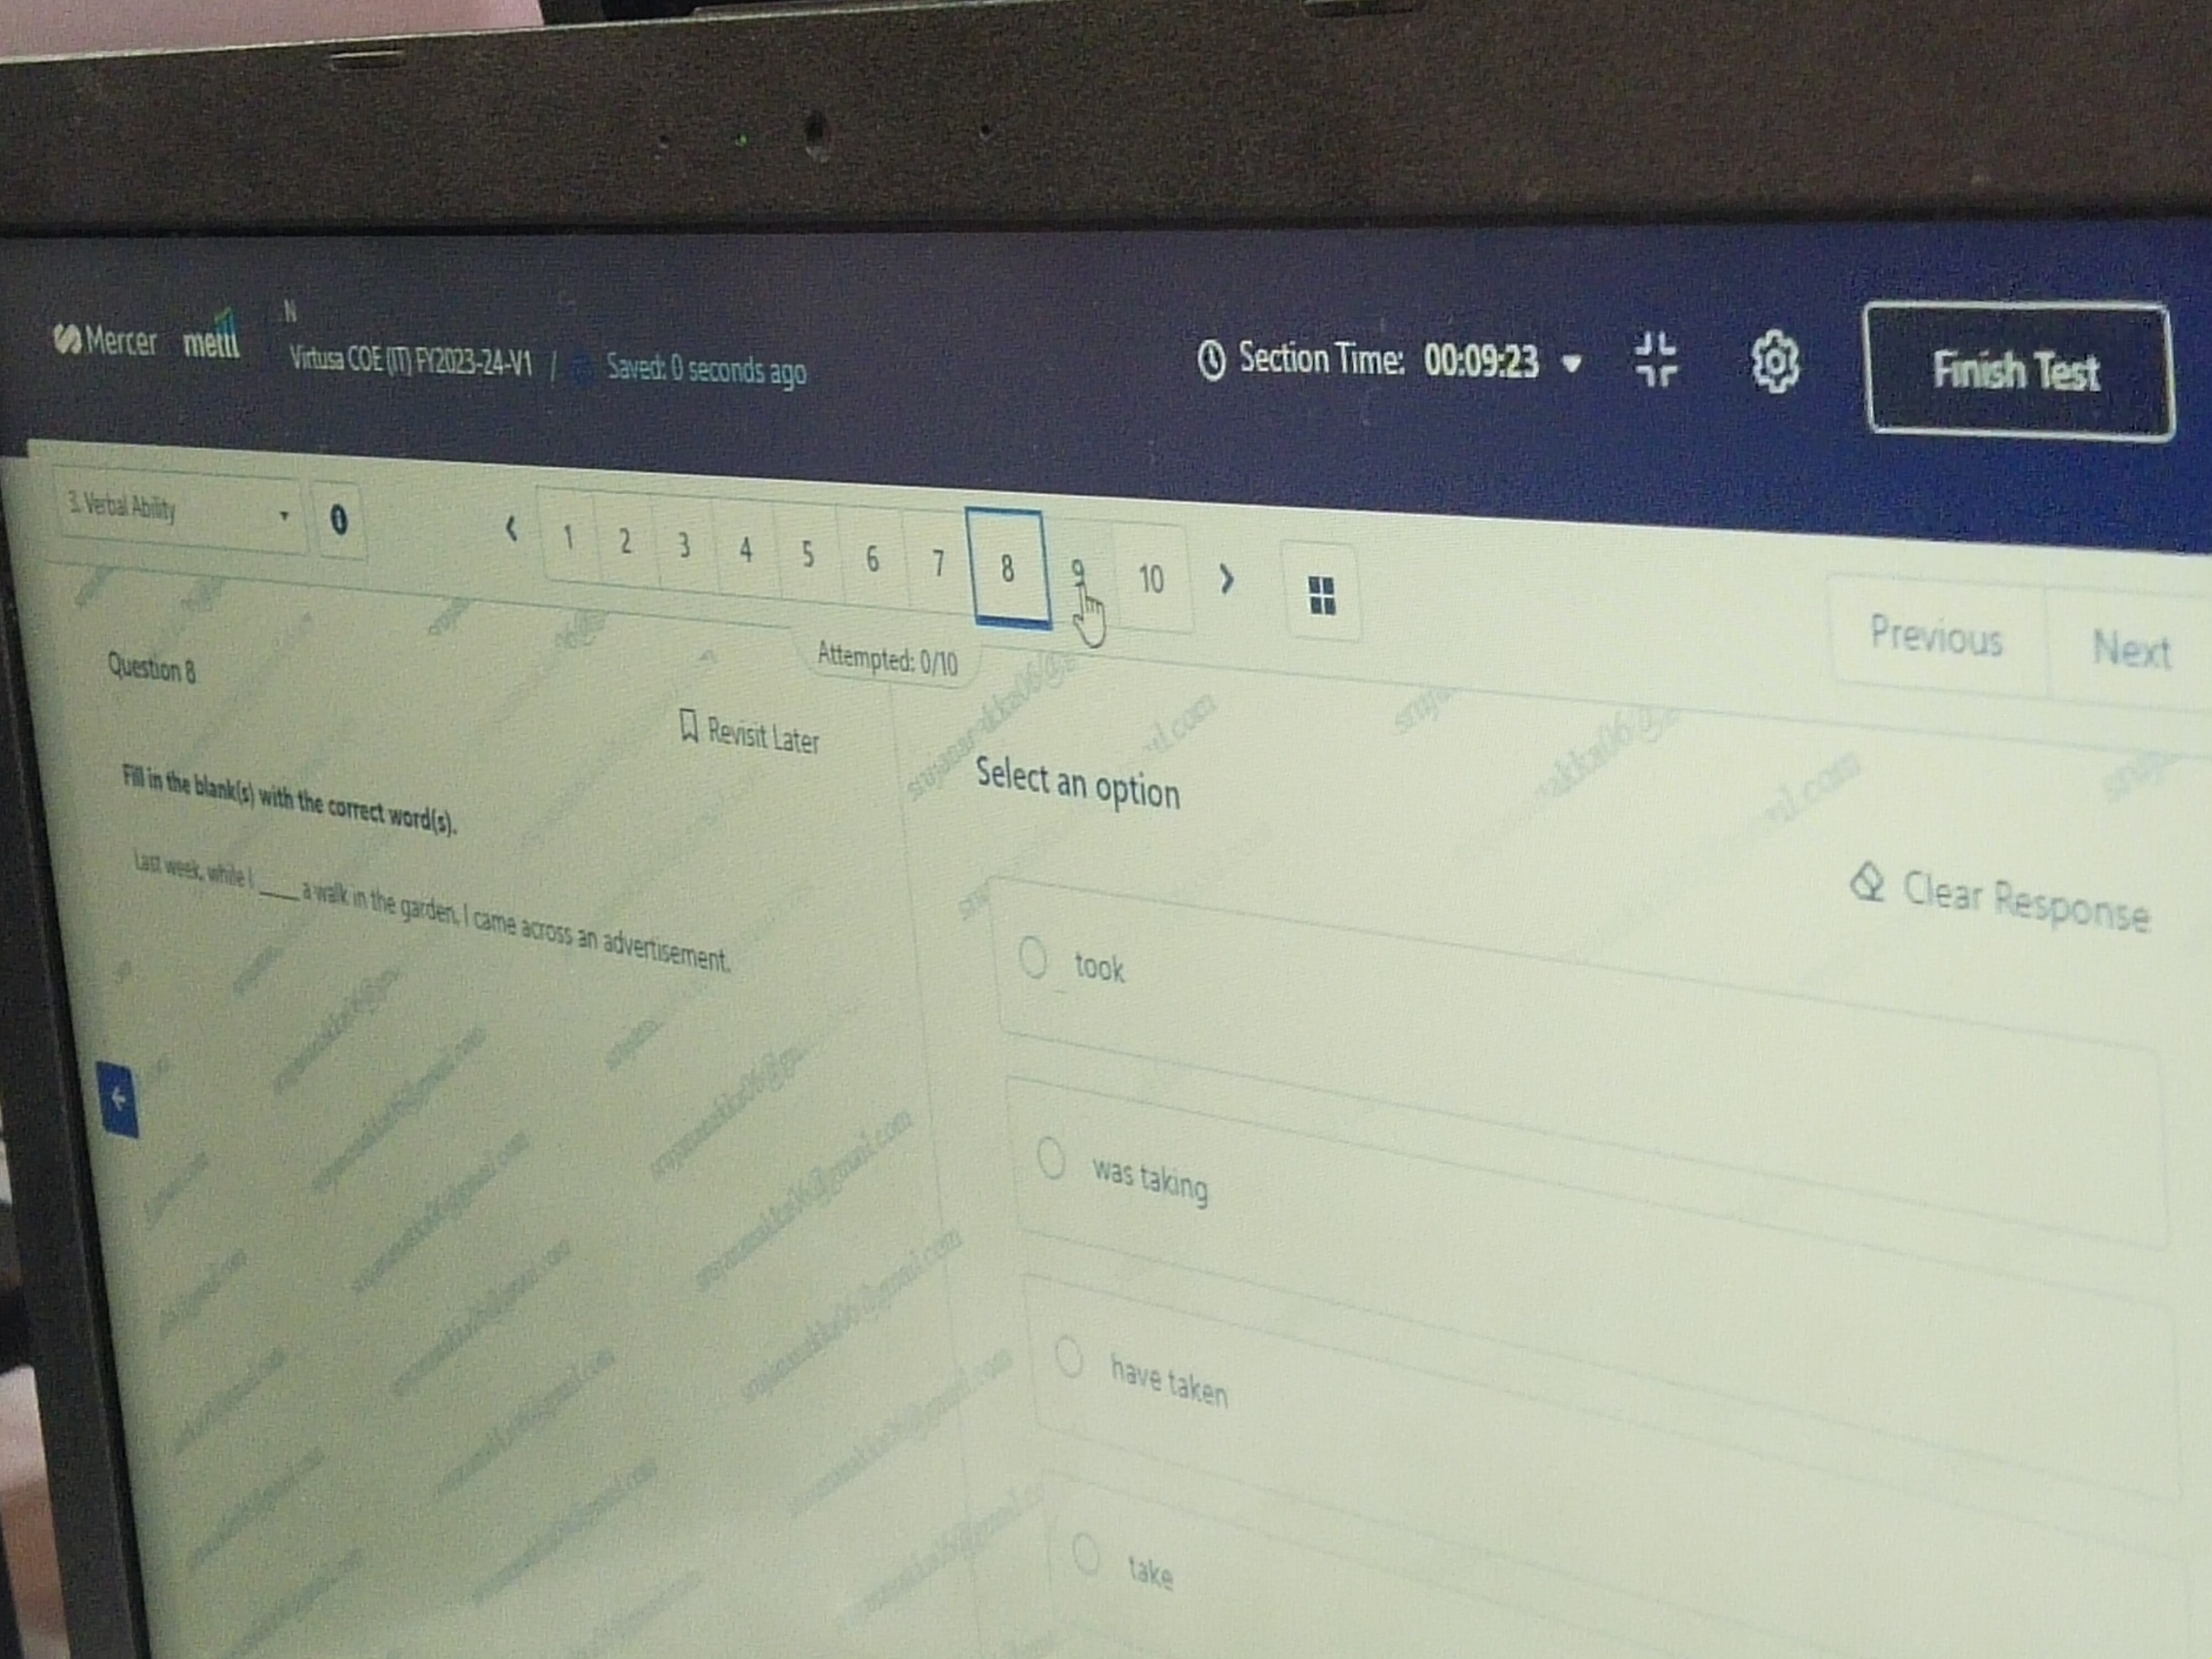 Mercer mettl
N
Virtusa COE (IT) FY2023-24-V1 / Saved: 0 seconds ago
Section Time: 00:09:23
Finish Test
3. Verbal Ability
1 2 3 4 5 6 7 8 9 10
Attempted: 0/10
Previous Next
Question 8
Revisit Later
Fill in the blank(s) with the correct word(s).
Last week, while I ____ a walk in the garden, I came across an advertisement.
Select an option
Clear Response
took
was taking
have taken
take